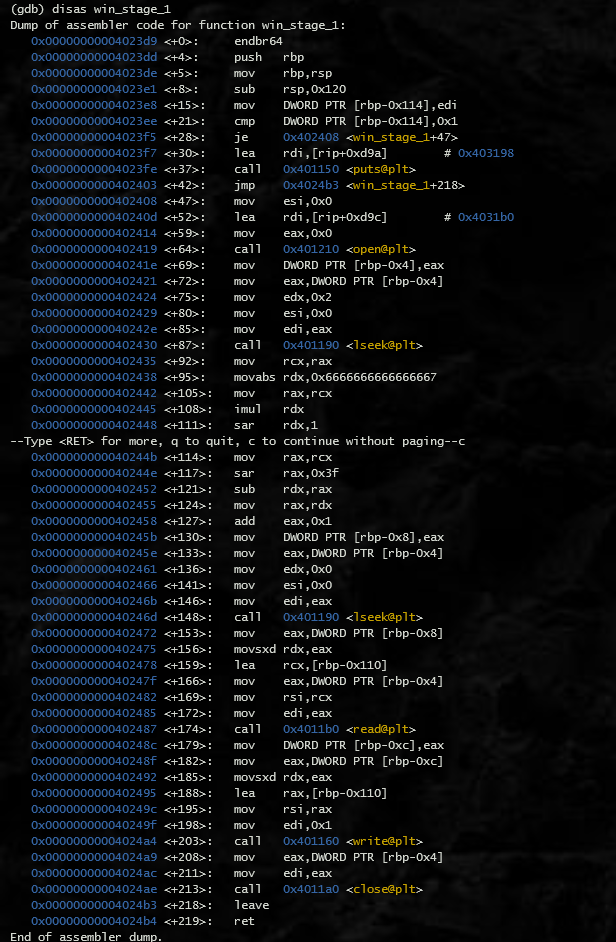 (gdb) disas win_stage_1
Dump of assembler code for function win_stage_1:
0x00000000004023d9 <+0>: endbr64
0x00000000004023dd <+4>: push rbp
0x00000000004023de <+5>: mov rbp,rsp
0x00000000004023e1 <+8>: sub rsp,0x120
0x00000000004023e8 <+15>: mov DWORD PTR [rbp-0x114],edi
0x00000000004023ee <+21>: cmp DWORD PTR [rbp-0x114],0x1
0x00000000004023f5 <+28>: je 0x402408 <win_stage_1+47>
0x00000000004023f7 <+30>: lea rdi,[rip+0xd9a] # 0x403198
0x00000000004023fe <+37>: call 0x401150 <puts@plt>
0x0000000000402403 <+42>: jmp 0x4024b3 <win_stage_1+218>
0x0000000000402408 <+47>: mov esi,0x0
0x000000000040240d <+52>: lea rdi,[rip+0xd9c] # 0x4031b0
0x0000000000402414 <+59>: mov eax,0x0
0x0000000000402419 <+64>: call 0x401210 <open@plt>
0x000000000040241e <+69>: mov DWORD PTR [rbp-0x4],eax
0x0000000000402421 <+72>: mov eax,DWORD PTR [rbp-0x4]
0x0000000000402424 <+75>: mov edx,0x2
0x0000000000402429 <+80>: mov esi,0x0
0x000000000040242e <+85>: mov edi,eax
0x0000000000402430 <+87>: call 0x401190 <lseek@plt>
0x0000000000402435 <+92>: mov rcx,rax
0x0000000000402438 <+95>: movabs rdx,0x6666666666666667
0x0000000000402442 <+105>: mov rax,rcx
0x0000000000402445 <+108>: imul rdx
0x0000000000402448 <+111>: sar rdx,1
--Type <RET> for more, q to quit, c to continue without paging--c
0x000000000040244b <+114>: mov rax,rcx
0x000000000040244e <+117>: sar rax,0x3f
0x0000000000402452 <+121>: sub rdx,rax
0x0000000000402455 <+124>: mov rax,rdx
0x0000000000402458 <+127>: add eax,0x1
0x000000000040245b <+130>: mov DWORD PTR [rbp-0x8],eax
0x000000000040245e <+133>: mov eax,DWORD PTR [rbp-0x4]
0x0000000000402461 <+136>: mov edx,0x0
0x0000000000402466 <+141>: mov esi,0x0
0x000000000040246b <+146>: mov edi,eax
0x000000000040246d <+148>: call 0x401190 <lseek@plt>
0x0000000000402472 <+153>: mov eax,DWORD PTR [rbp-0x8]
0x0000000000402475 <+156>: movsxd rdx,eax
0x0000000000402478 <+159>: lea rcx,[rbp-0x110]
0x000000000040247f <+166>: mov eax,DWORD PTR [rbp-0x4]
0x0000000000402482 <+169>: mov rsi,rcx
0x0000000000402485 <+172>: mov edi,eax
0x0000000000402487 <+174>: call 0x4011b0 <read@plt>
0x000000000040248c <+179>: mov DWORD PTR [rbp-0xc],eax
0x000000000040248f <+182>: mov eax,DWORD PTR [rbp-0xc]
0x0000000000402492 <+185>: movsxd rdx,eax
0x0000000000402495 <+188>: lea rax,[rbp-0x110]
0x000000000040249c <+195>: mov rsi,rax
0x000000000040249f <+198>: mov edi,0x1
0x00000000004024a4 <+203>: call 0x401160 <write@plt>
0x00000000004024a9 <+208>: mov eax,DWORD PTR [rbp-0x4]
0x00000000004024ac <+211>: mov edi,eax
0x00000000004024ae <+213>: call 0x4011a0 <close@plt>
0x00000000004024b3 <+218>: leave
0x00000000004024b4 <+219>: ret
End of assembler dump.